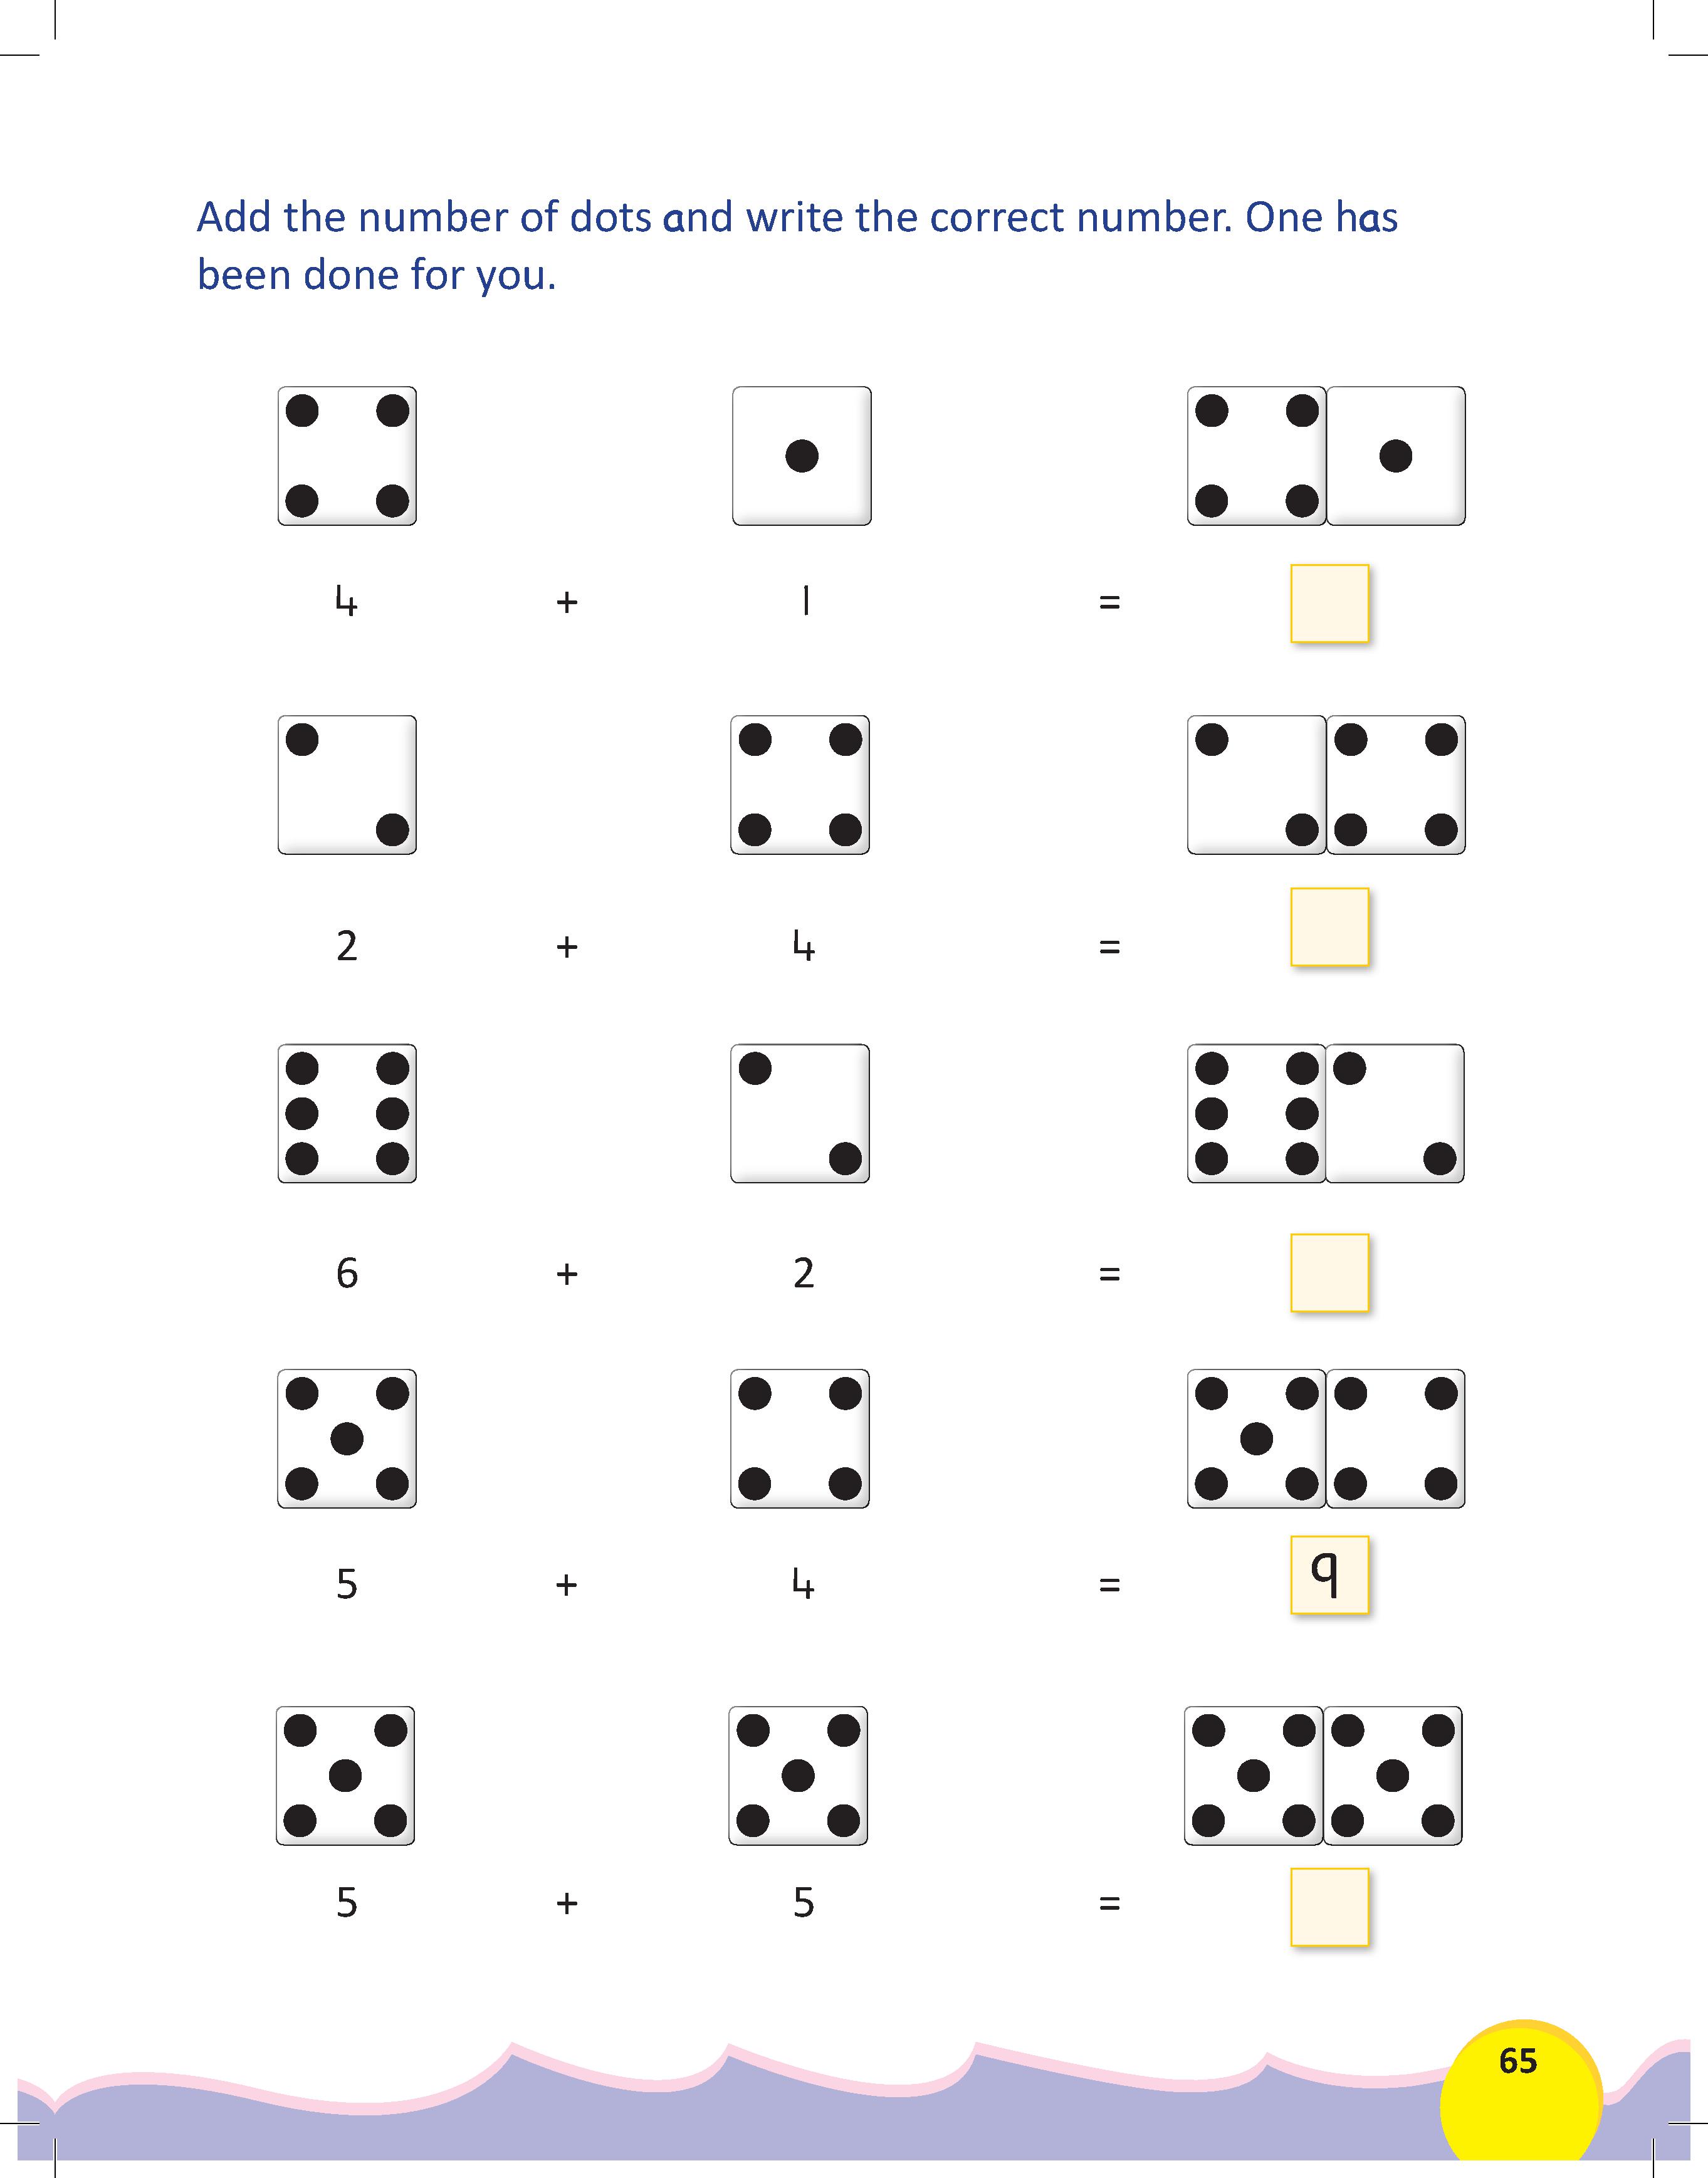 Add the number of dots and write the correct number. One has
been done for you.
4 + 1 =
2 + 4 =
6 + 2 =
5 + 4 = 9
5 + 5 =
65